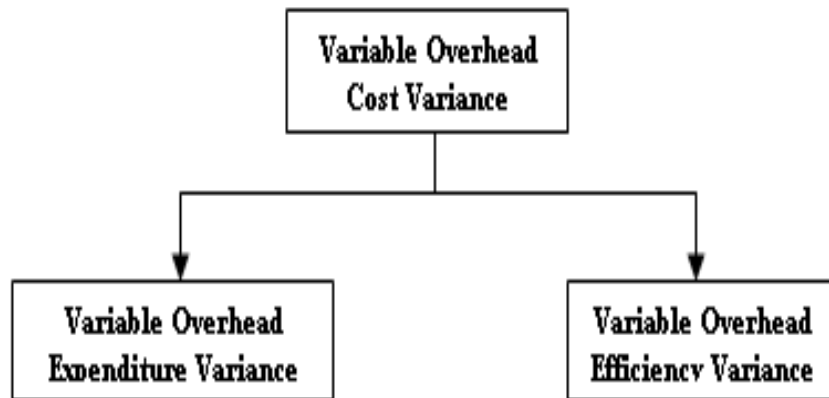 Variable Overhead
Cost Variance
Variable Overhead
Expenditure Variance
Variable Overhead
Efficiency Variance